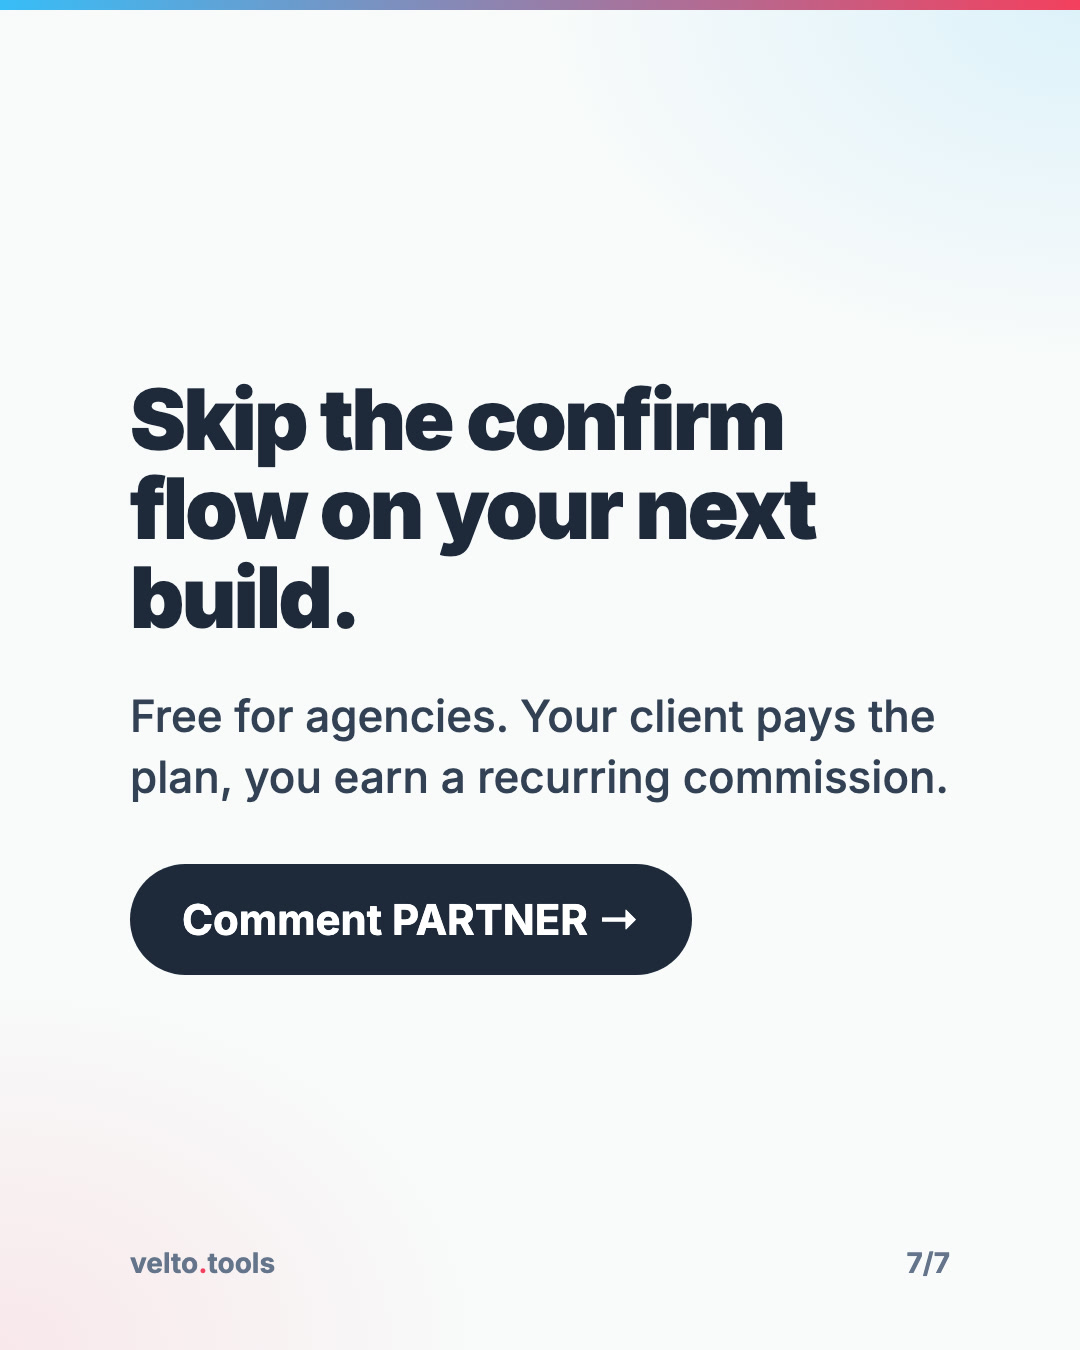 Skip the confirm
flow on your next
build.
Free for agencies. Your client pays the
plan, you earn a recurring commission.
Comment PARTNER →
velto.tools
7/7